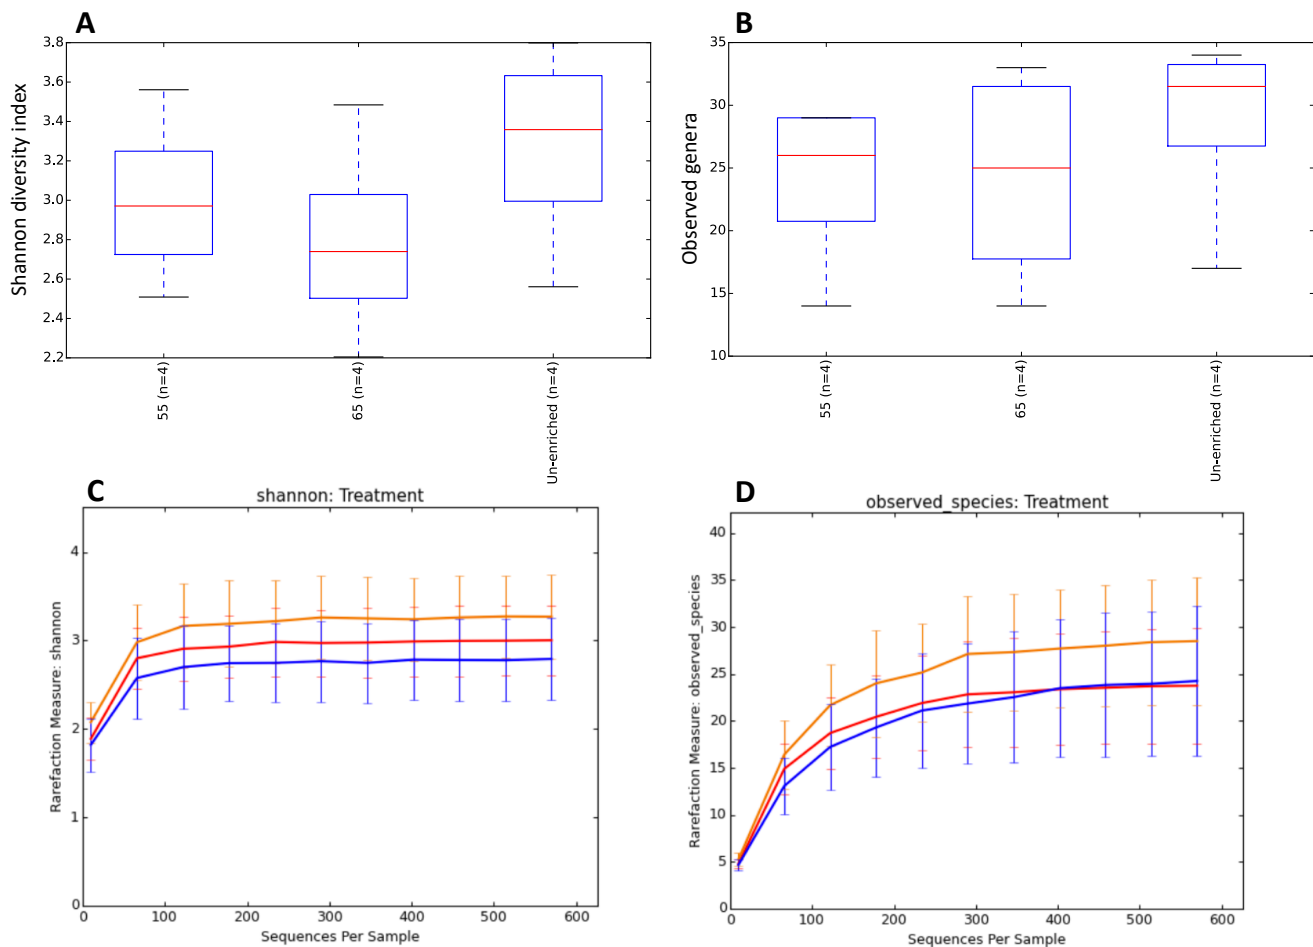 A
Shannon diversity index
3.8
3.6
3.4
3.2
3.0
2.8
2.6
2.4
2.2
55 (n=4)
65 (n=4)
Un-enriched (n=4)
B
Observed genera
35
30
25
20
15
10
55 (n=4)
65 (n=4)
Un-enriched (n=4)
C
shannon: Treatment
Rarefaction Measure: shannon
4
3
2
1
0
0 100 200 300 400 500 600
Sequences Per Sample
D
observed_species: Treatment
Rarefaction Measure: observed_species
40
35
30
25
20
15
10
5
0
0 100 200 300 400 500 600
Sequences Per Sample